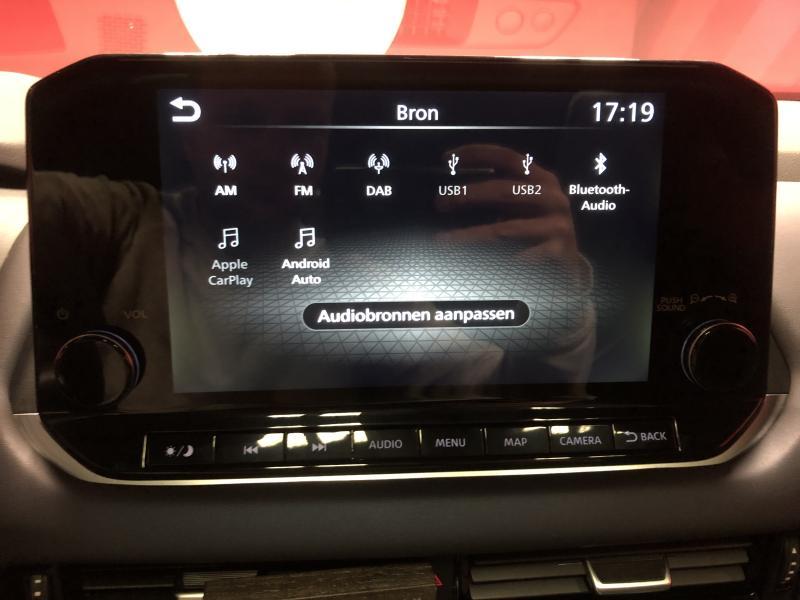 Bron 17:19
AM FM DAB USB1 USB2 Bluetooth-
Audio
Apple Android
CarPlay Auto
Audiobronnen aanpassen
VOL PUSH
SOUND
AUDIO MENU MAP CAMERA BACK